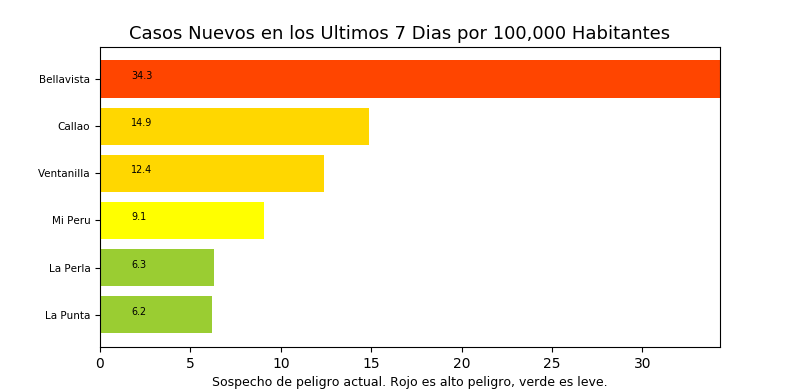 Casos Nuevos en los Ultimos 7 Dias por 100,000 Habitantes
Bellavista 34.3
Callao 14.9
Ventanilla 12.4
Mi Peru 9.1
La Perla 6.3
La Punta 6.2
0 5 10 15 20 25 30
Sospecho de peligro actual. Rojo es alto peligro, verde es leve.